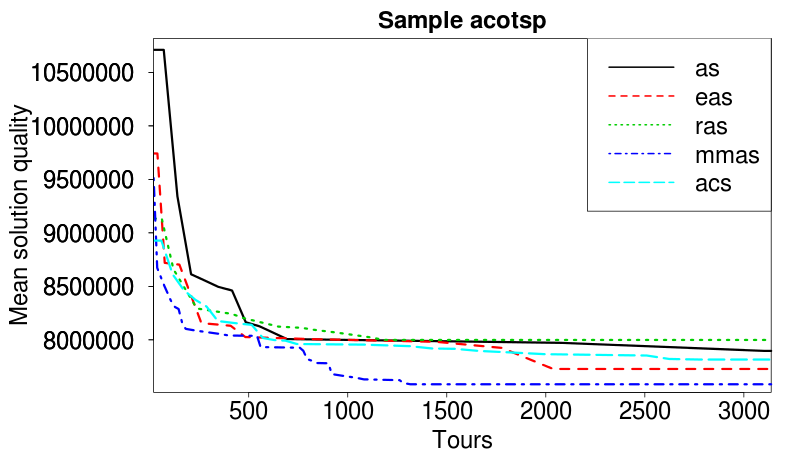 Sample acotsp
Mean solution quality
10500000
10000000
9500000
9000000
8500000
8000000
as
eas
ras
mmas
acs
500 1000 1500 2000 2500 3000
Tours